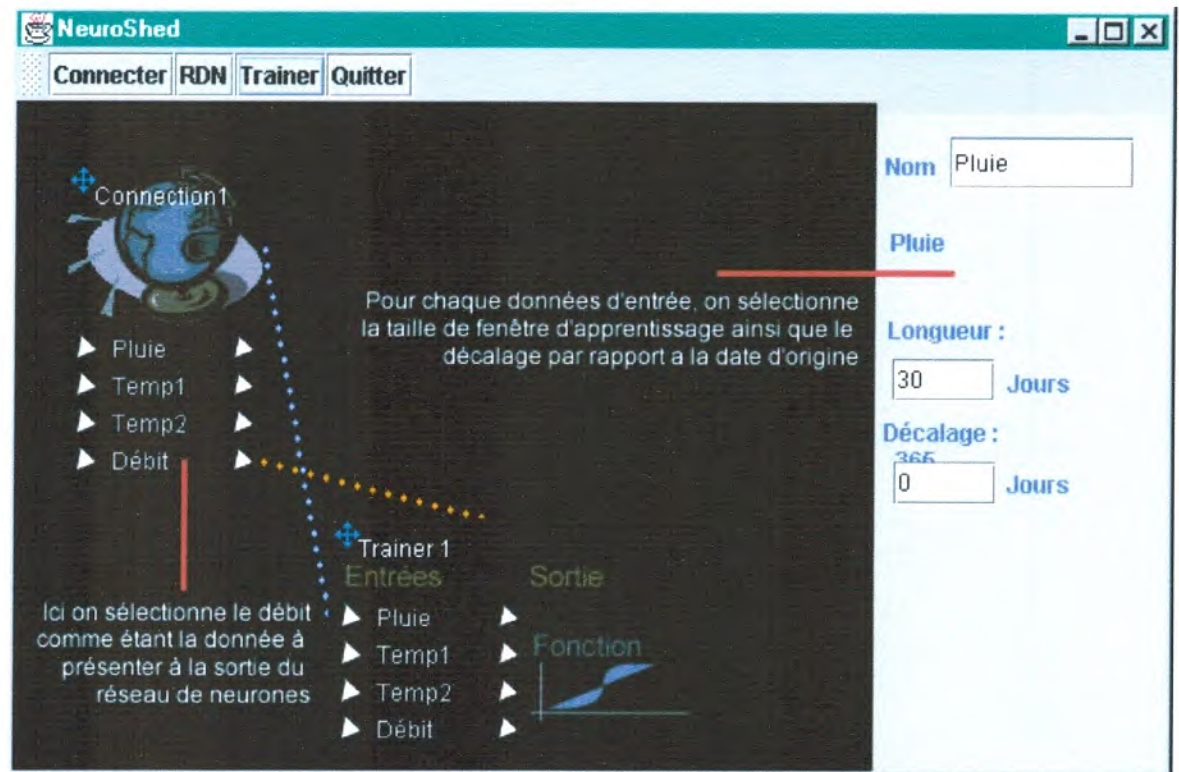 NeuroShed
Connecter RDN Trainer Quitter
Connection1
Pluie
Temp1
Temp2
Débit
Pour chaque données d'entrée, on sélectionne
la taille de fenêtre d'apprentissage ainsi que le
décalage par rapport a la date d'origine
Ici on sélectionne le débit
comme étant la donnée à
présenter à la sortie du
réseau de neurones
Trainer 1
Entrées Sortie
Pluie
Temp1
Temp2
Débit
Fonction
Nom Pluie
Pluie
Longueur :
30 Jours
Décalage :
365
0 Jours